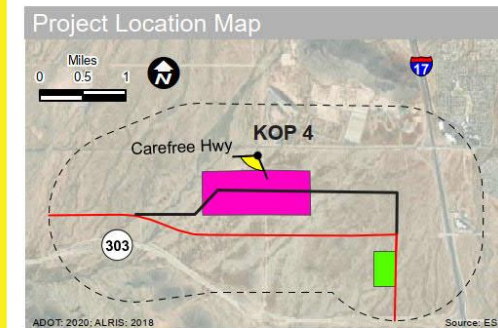 Project Location Map
Miles
0 0.5 1
N
17
KOP 4
Carefree Hwy
303
ADOT: 2020; ALRIS: 2018
Source: ES